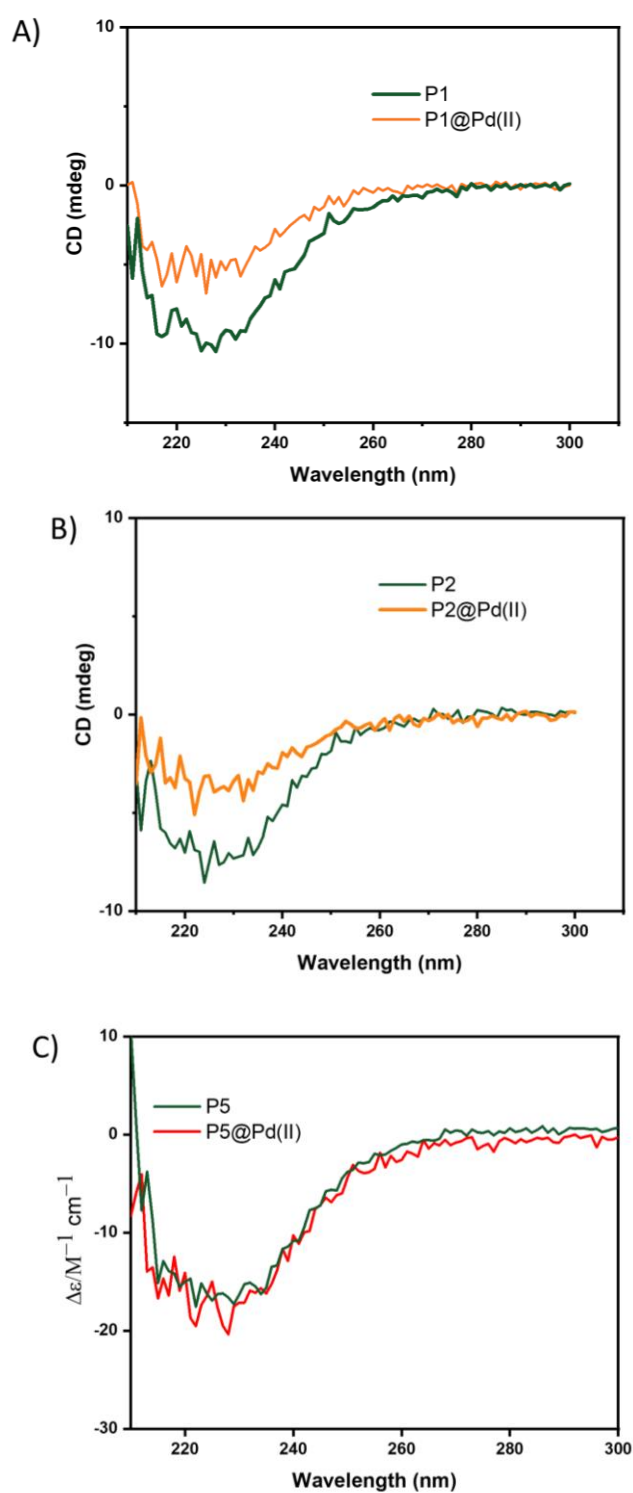 A)
10
P1
P1@Pd(II)
0
CD (mdeg)
-10
220 240 260 280 300
Wavelength (nm)
B)
10
P2
P2@Pd(II)
0
CD (mdeg)
-10
220 240 260 280 300
Wavelength (nm)
C)
10
P5
P5@Pd(II)
0
Δε/M⁻¹ cm⁻¹
-10
-20
-30
220 240 260 280 300
Wavelength (nm)